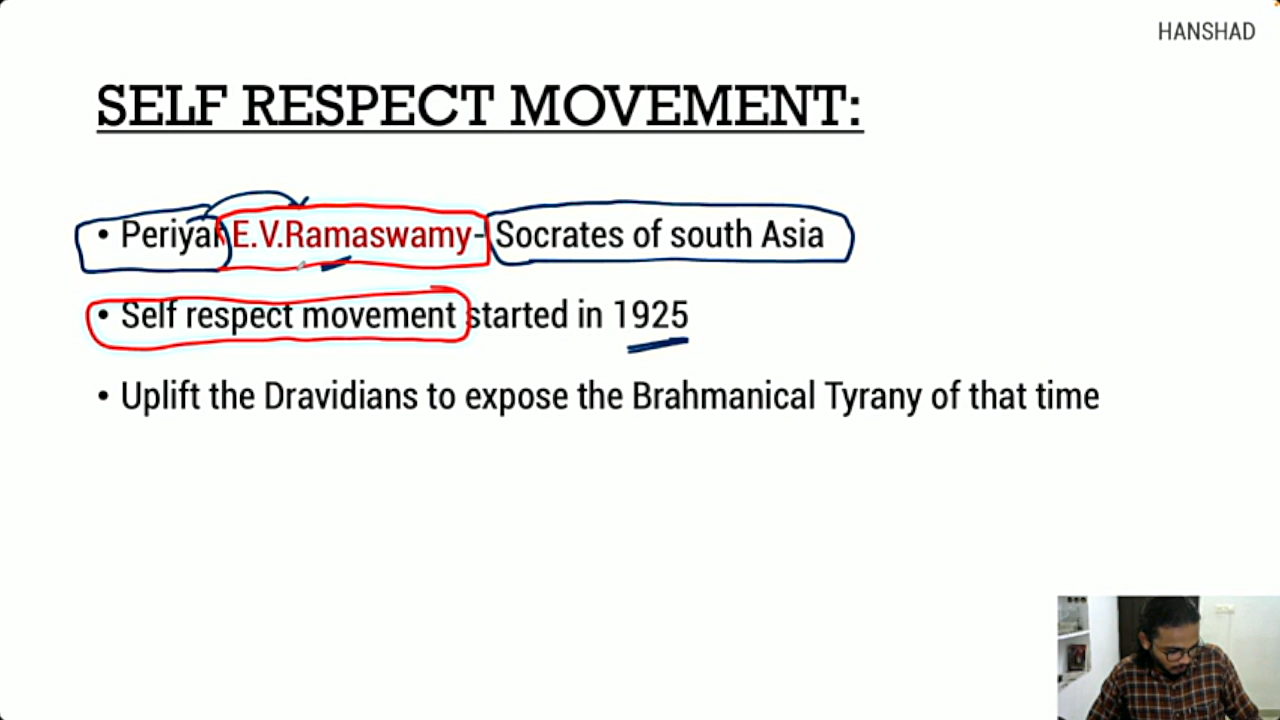 HANSHAD
SELF RESPECT MOVEMENT:
• Periyar E.V.Ramaswamy- Socrates of south Asia
• Self respect movement started in 1925
• Uplift the Dravidians to expose the Brahmanical Tyrany of that time